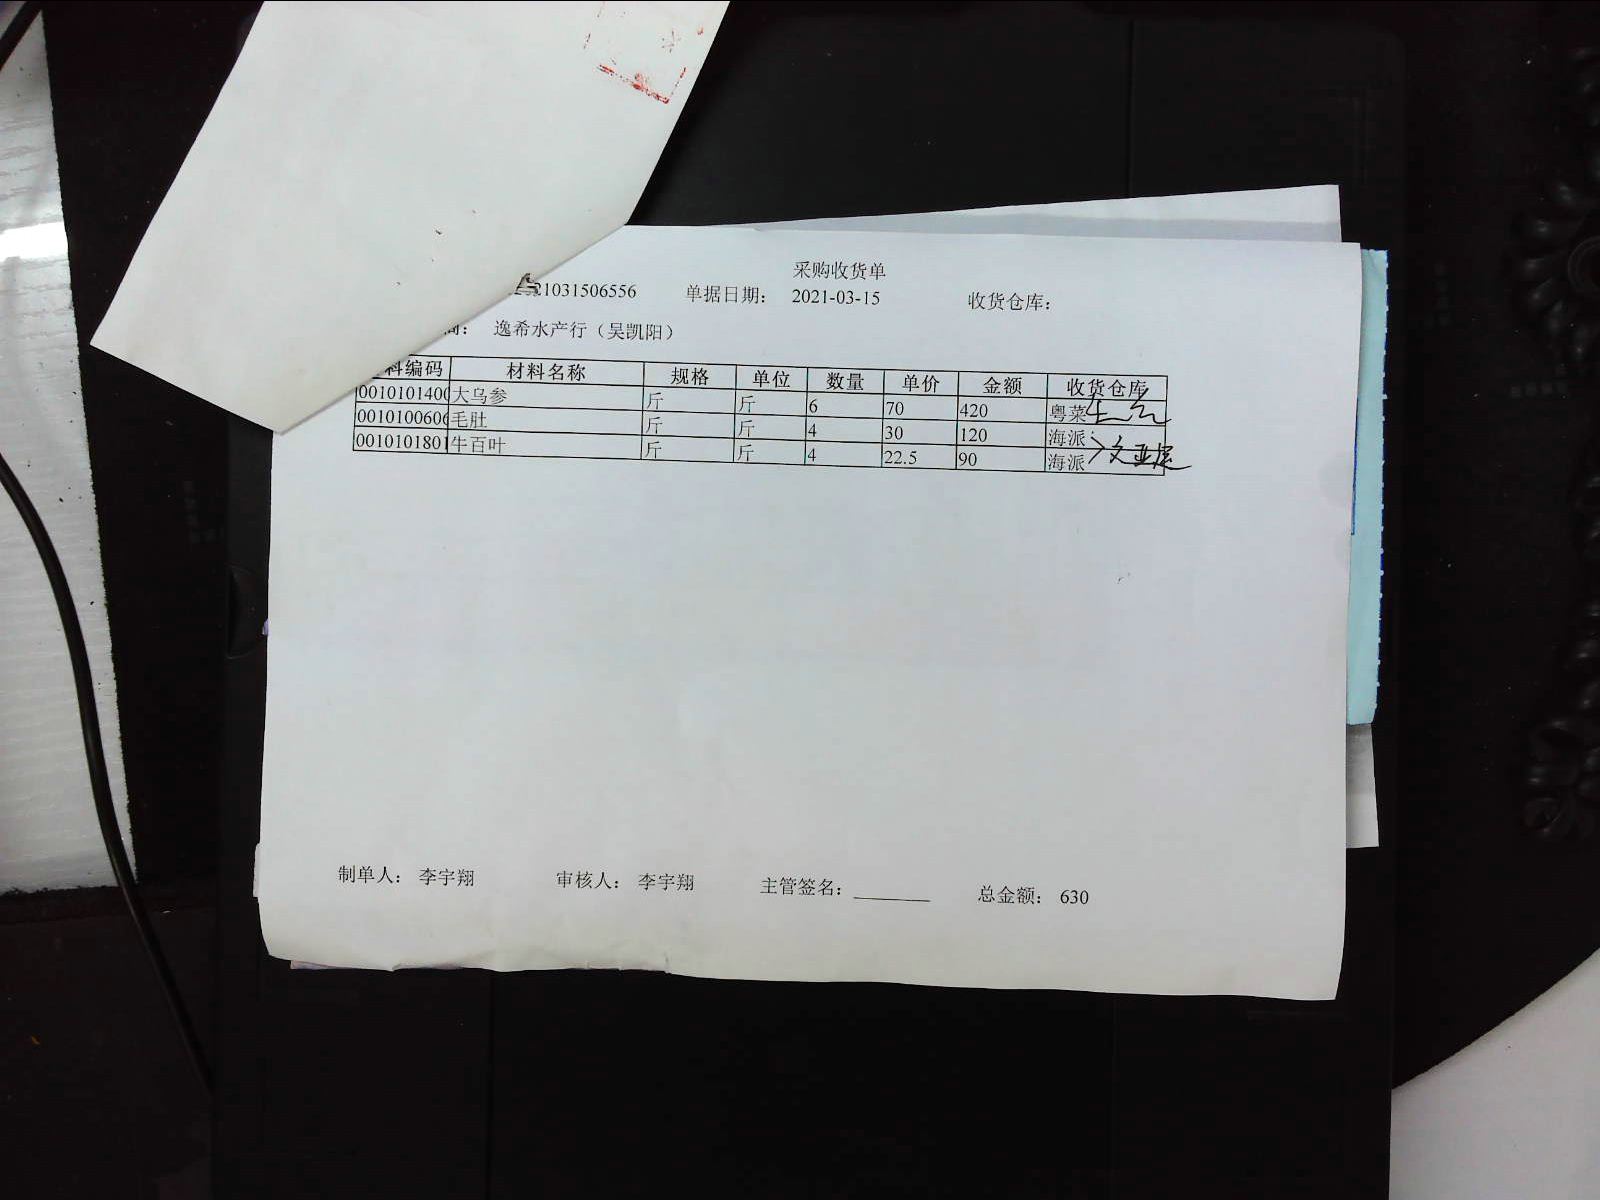 采购收货单
21031506556 单据日期： 2021-03-15 收货仓库：
商： 逸希水产行（吴凯阳）
料编码 材料名称 规格 单位 数量 单价 金额 收货仓库
0010101400 大乌参 斤 斤 6 70 420 粤菜
001010060 毛肚 斤 斤 4 30 120 海派
001010180 牛百叶 斤 斤 4 22.5 90 海派
制单人： 李宇翔 审核人： 李宇翔 主管签名： 总金额： 630